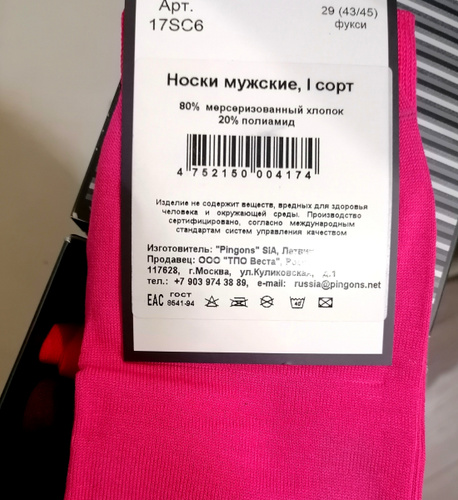 Арт.
17SC6
29 (43/45)
фукси
Носки мужские, I сорт
80% мерсеризованный хлопок
20% полиамид
4 752150 004174
Изделие не содержит веществ, вредных для здоровья
человека и окружающей среды. Производство
сертифицировано, согласно международным
стандартам систем управления качеством
Изготовитель: "Pingons" SIA,
Продавец: ООО "ТПО Веста",
117628, г.Москва, ул.Куликовская, д.1
тел.: +7 903 974 38 89, e-mail: russia@pingons.net
ЕАС ГОСТ
8541-94
40